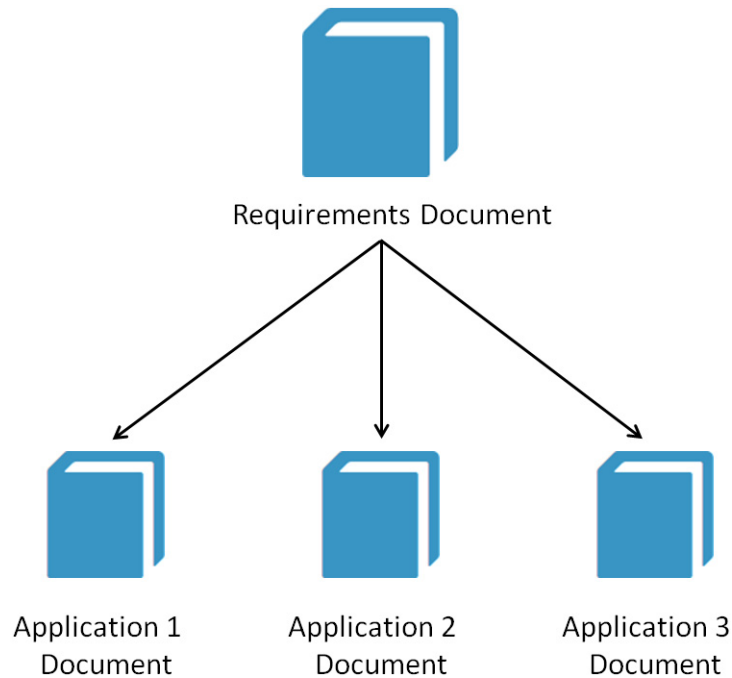 Requirements Document
Application 1
Document
Application 2
Document
Application 3
Document